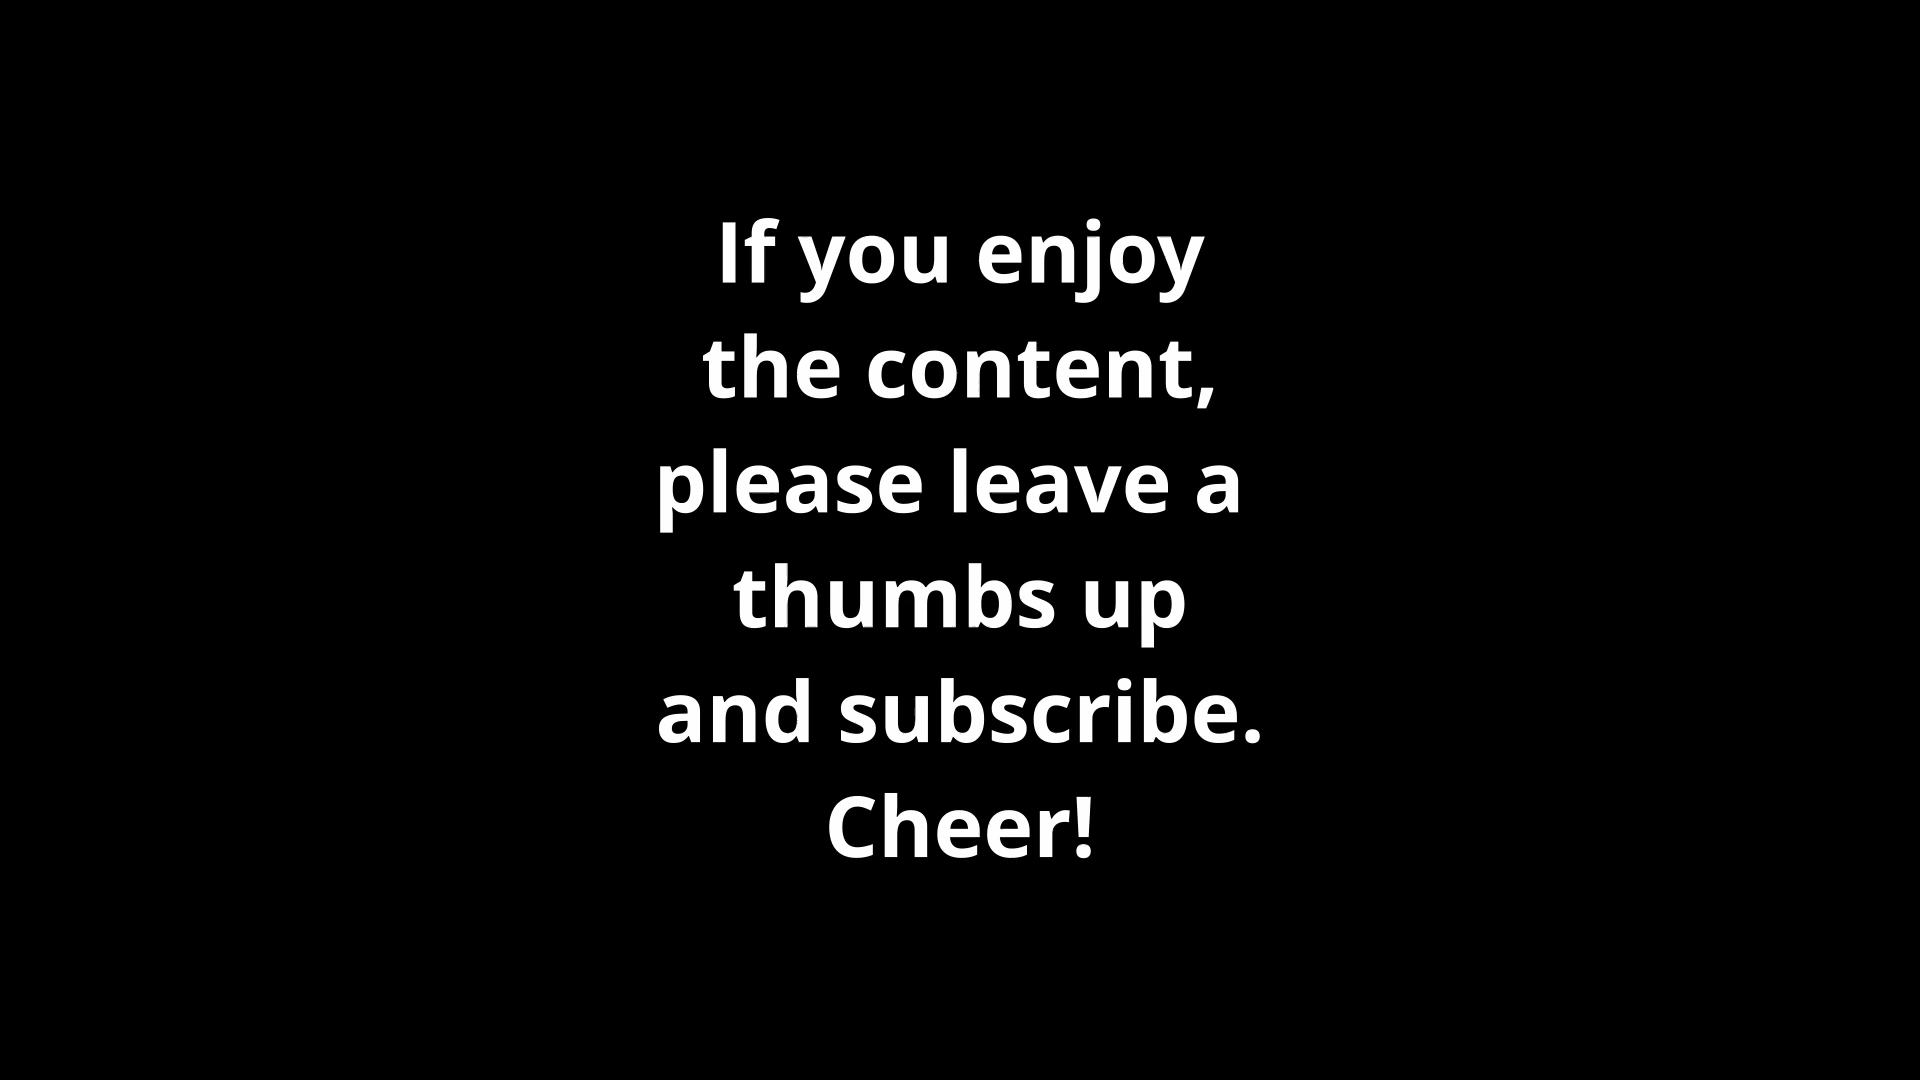 If you enjoy
the content,
please leave a
thumbs up
and subscribe.
Cheer!